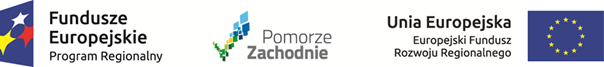 Fundusze
Europejskie
Program Regionalny
Pomorze
Zachodnie
Unia Europejska
Europejski Fundusz
Rozwoju Regionalnego